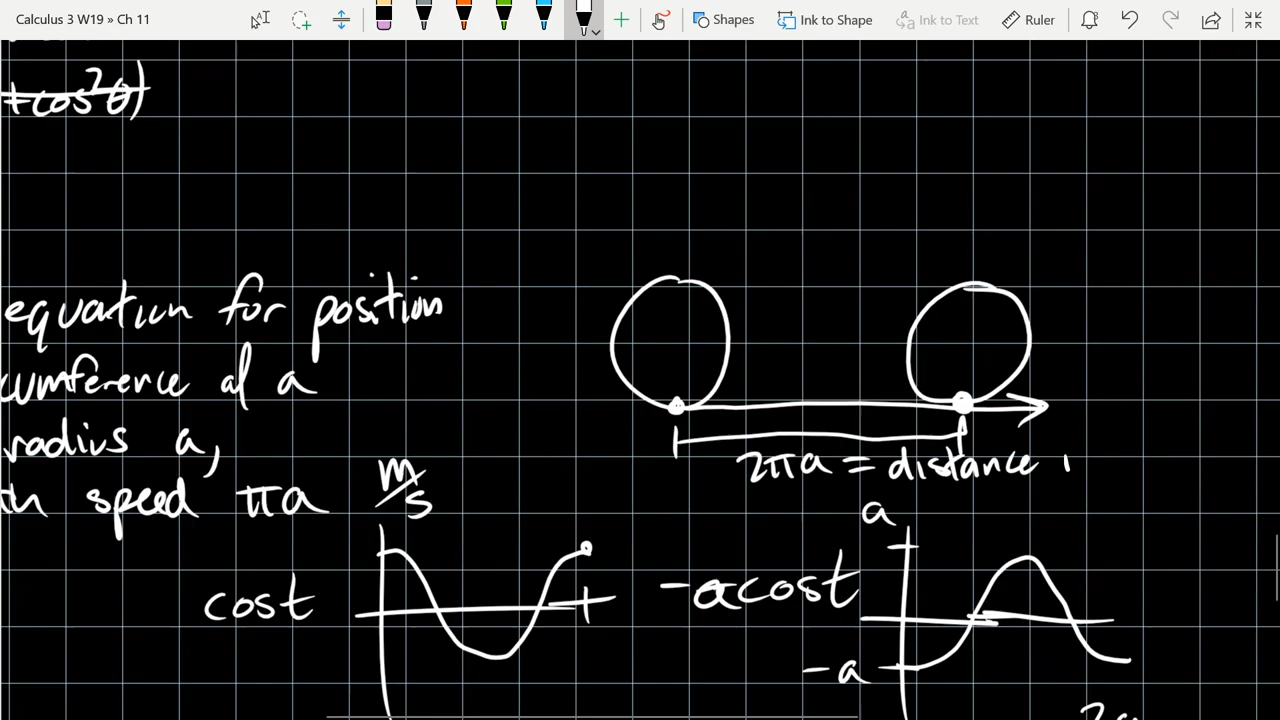 Calculus 3 W19 » Ch 11
Shapes
Ink to Shape
Ink to Text
Ruler
+cos²θ)
equation for position
cumference of a
radius a,
speed πa m/s
2πa = distance
cost
-acost
a
-a